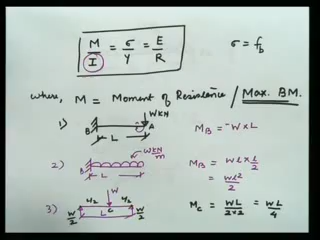 M/I = σ/Y = E/R    σ = f_b
where, M = Moment of Resistance / Max. BM.
1) W KN
B A
L
M_B = -W x L
2) W KN/m
B
L
M_B = W l x l/2
= wl²/2
3) W
L/2 C L/2
W/2 L W/2
M_c = WL/2x2 = WL/4